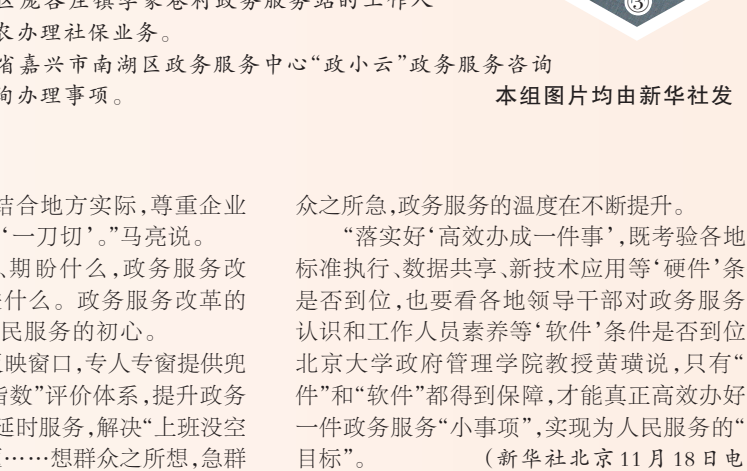 区庞各庄镇李家巷村政务服务站的工作人
农办理社保业务。
省嘉兴市南湖区政务服务中心“政小云”政务服务咨询
询办理事项。
③
本组图片均由新华社发
结合地方实际,尊重企业
‘一刀切’。”马亮说。
、期盼什么,政务服务改
什么。政务服务改革的
民服务的初心。
反映窗口,专人专窗提供兜
指数”评价体系,提升政务
延时服务,解决“上班没空
……想群众之所想,急群
众之所急,政务服务的温度在不断提升。
“落实好‘高效办成一件事’,既考验各地
标准执行、数据共享、新技术应用等‘硬件’条
是否到位,也要看各地领导干部对政务服务
认识和工作人员素养等‘软件’条件是否到位
北京大学政府管理学院教授黄璜说,只有“
件”和“软件”都得到保障,才能真正高效办好
一件政务服务“小事项”,实现为人民服务的“
目标”。
(新华社北京11月18日电